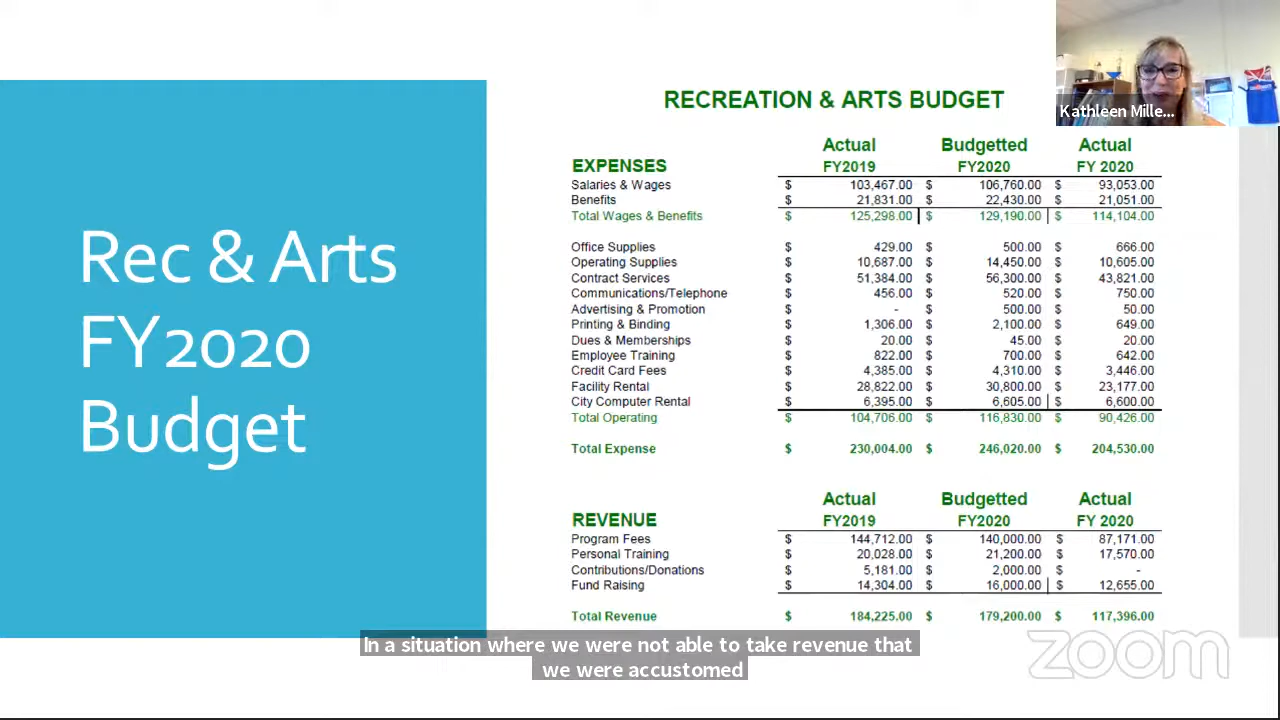 Rec & Arts
FY2020
Budget
RECREATION & ARTS BUDGET
Kathleen Mille...
Actual Budgetted Actual
EXPENSES FY2019 FY2020 FY 2020
Salaries & Wages $ 103,467.00 $ 106,760.00 $ 93,053.00
Benefits $ 21,831.00 $ 22,430.00 $ 21,051.00
Total Wages & Benefits $ 125,298.00 $ 129,190.00 $ 114,104.00
Office Supplies $ 429.00 $ 500.00 $ 666.00
Operating Supplies $ 10,687.00 $ 14,450.00 $ 10,605.00
Contract Services $ 51,384.00 $ 56,300.00 $ 43,821.00
Communications/Telephone $ 456.00 $ 520.00 $ 750.00
Advertising & Promotion $ - $ 500.00 $ 50.00
Printing & Binding $ 1,306.00 $ 2,100.00 $ 649.00
Dues & Memberships $ 20.00 $ 45.00 $ 20.00
Employee Training $ 822.00 $ 700.00 $ 642.00
Credit Card Fees $ 4,385.00 $ 4,310.00 $ 3,446.00
Facility Rental $ 28,822.00 $ 30,800.00 $ 23,177.00
City Computer Rental $ 6,395.00 $ 6,605.00 $ 6,600.00
Total Operating $ 104,706.00 $ 116,830.00 $ 90,426.00
Total Expense $ 230,004.00 $ 246,020.00 $ 204,530.00
Actual Budgetted Actual
REVENUE FY2019 FY2020 FY 2020
Program Fees $ 144,712.00 $ 140,000.00 $ 87,171.00
Personal Training $ 20,028.00 $ 21,200.00 $ 17,570.00
Contributions/Donations $ 5,181.00 $ 2,000.00 $ -
Fund Raising $ 14,304.00 $ 16,000.00 $ 12,655.00
Total Revenue $ 184,225.00 $ 179,200.00 $ 117,396.00
In a situation where we were not able to take revenue that
we were accustomed
zoom